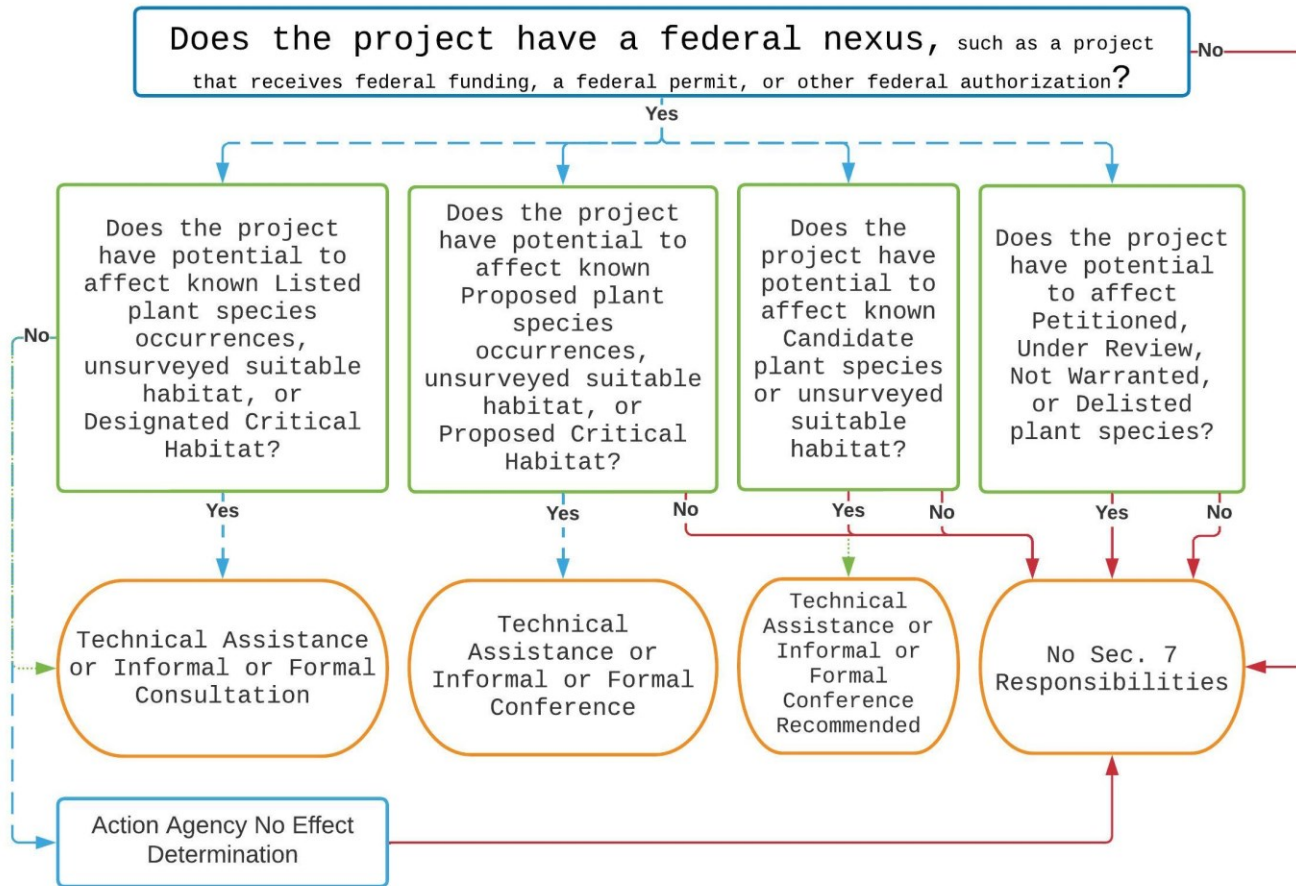 Does the project have a federal nexus, such as a project
that receives federal funding, a federal permit, or other federal authorization?
No
Yes
Does the project
have potential to
affect known Listed
plant species
occurrences,
unsurveyed suitable
habitat, or
Designated Critical
Habitat?
Does the project
have potential to
affect known
Proposed plant
species
occurrences,
unsurveyed suitable
habitat, or
Proposed Critical
Habitat?
Does the
project have
potential to
affect known
Candidate
plant species
or unsurveyed
suitable
habitat?
Does the project
have potential
to affect
Petitioned,
Under Review,
Not Warranted,
or Delisted
plant species?
No
Yes
Yes
No
Yes
No
Yes
No
Technical Assistance
or Informal or Formal
Consultation
Technical
Assistance or
Informal or Formal
Conference
Technical
Assistance or
Informal or
Formal
Conference
Recommended
No Sec. 7
Responsibilities
Action Agency No Effect
Determination